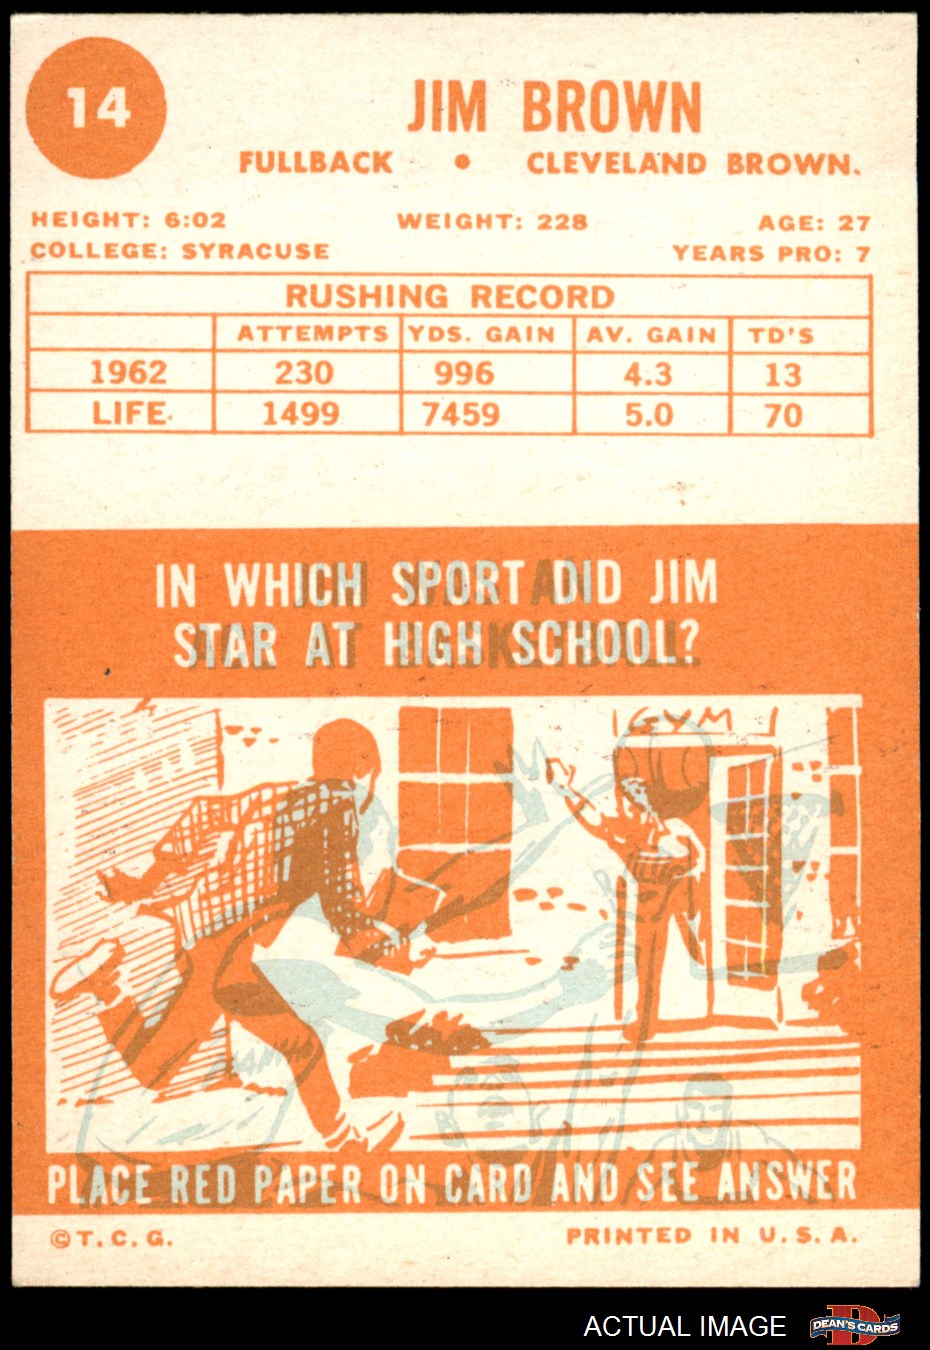 14
JIM BROWN
FULLBACK • CLEVELAND BROWN.
HEIGHT: 6:02 WEIGHT: 228 AGE: 27
COLLEGE: SYRACUSE YEARS PRO: 7
RUSHING RECORD
ATTEMPTS YDS. GAIN AV. GAIN TD'S
1962 230 996 4.3 13
LIFE. 1499 7459 5.0 70
IN WHICH SPORT DID JIM
STAR AT HIGH SCHOOL?
GYM
PLACE RED PAPER ON CARD AND SEE ANSWER
©T.C.G. PRINTED IN U.S.A.
ACTUAL IMAGE
D
DEAN'S CARDS